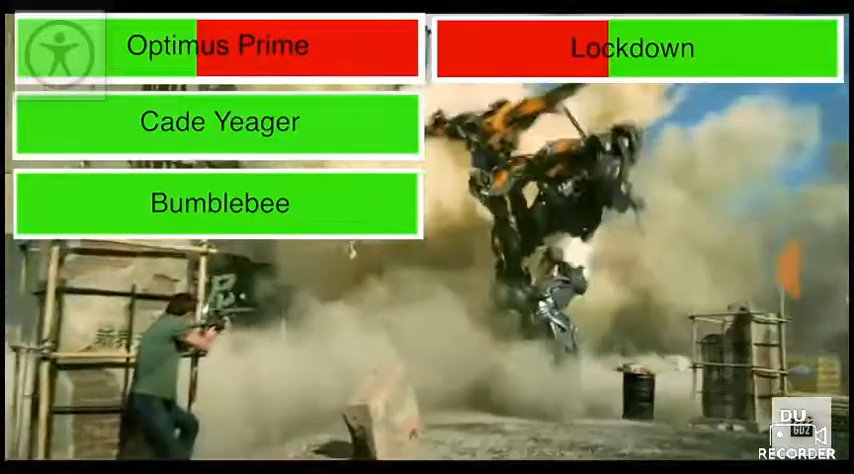 Optimus Prime
Lockdown
Cade Yeager
Bumblebee
DU
RECORDER